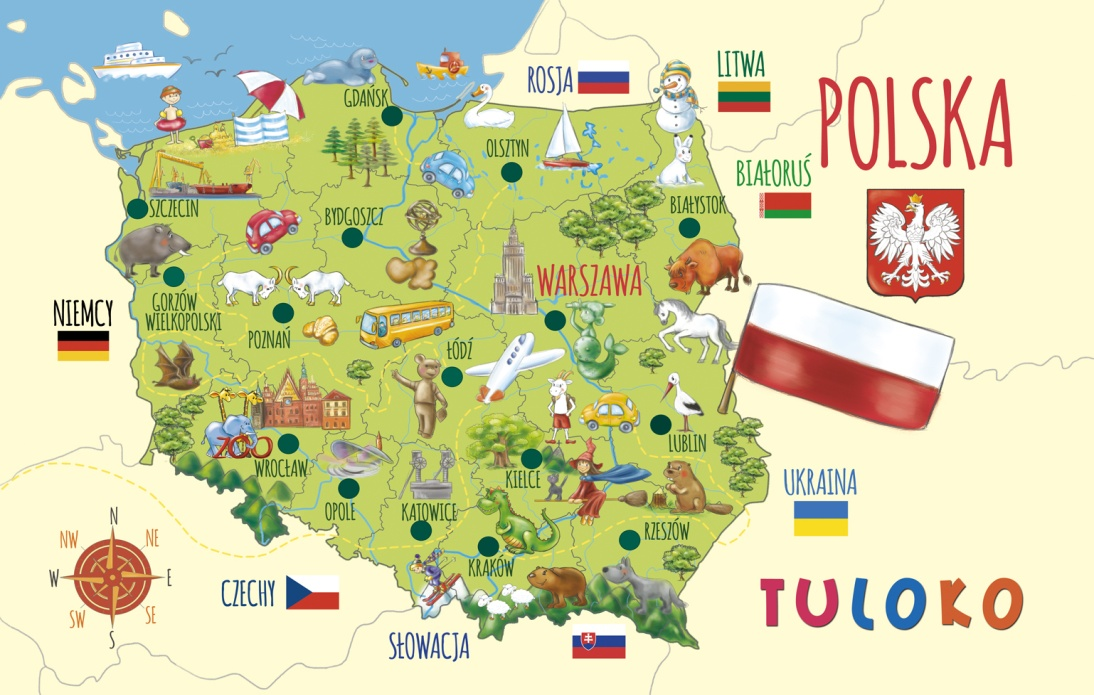 POLSKA
ROSJA
LITWA
BIAŁORUŚ
NIEMCY
UKRAINA
CZECHY
SŁOWACJA
GDAŃSK
OLSZTYN
SZCZECIN
BYDGOSZCZ
BIAŁYSTOK
GORZÓW
WIELKOPOLSKI
POZNAŃ
WARSZAWA
ŁÓDŹ
ZOO
WROCŁAW
LUBLIN
OPOLE
KATOWICE
KIELCE
KRAKÓW
RZESZÓW
N
NW
NE
W
E
SW
SE
S
TULOKO